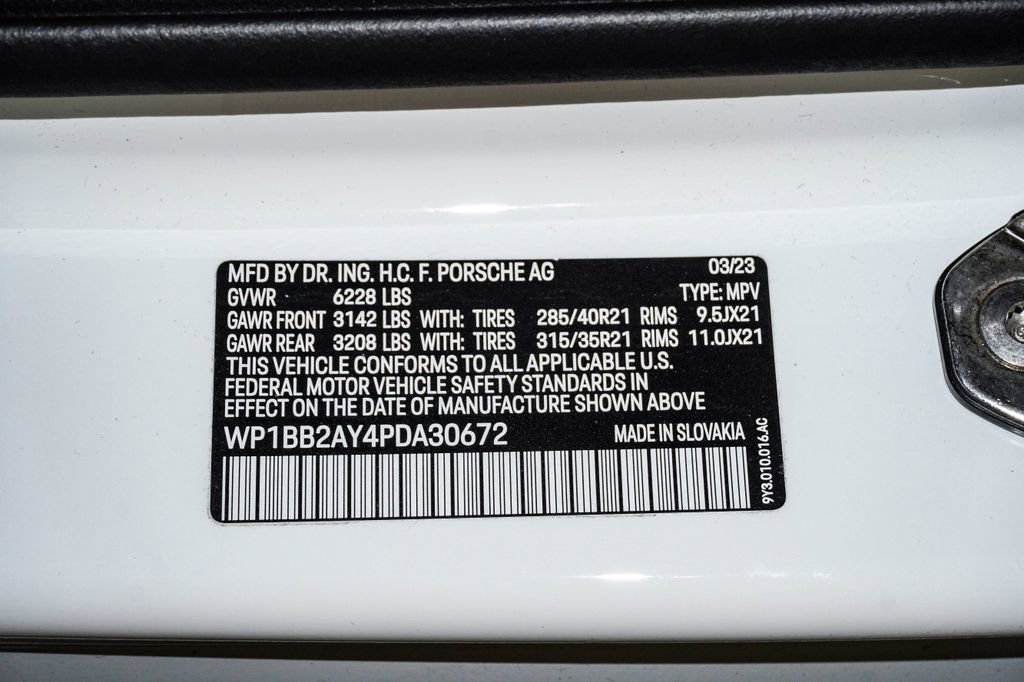 MFD BY DR. ING. H.C. F. PORSCHE AG 03/23
GVWR 6228 LBS TYPE: MPV
GAWR FRONT 3142 LBS WITH: TIRES 285/40R21 RIMS 9.5JX21
GAWR REAR 3208 LBS WITH: TIRES 315/35R21 RIMS 11.0JX21
THIS VEHICLE CONFORMS TO ALL APPLICABLE U.S.
FEDERAL MOTOR VEHICLE SAFETY STANDARDS IN
EFFECT ON THE DATE OF MANUFACTURE SHOWN ABOVE
WP1BB2AY4PDA30672 MADE IN SLOVAKIA
9Y3.010.016.AC